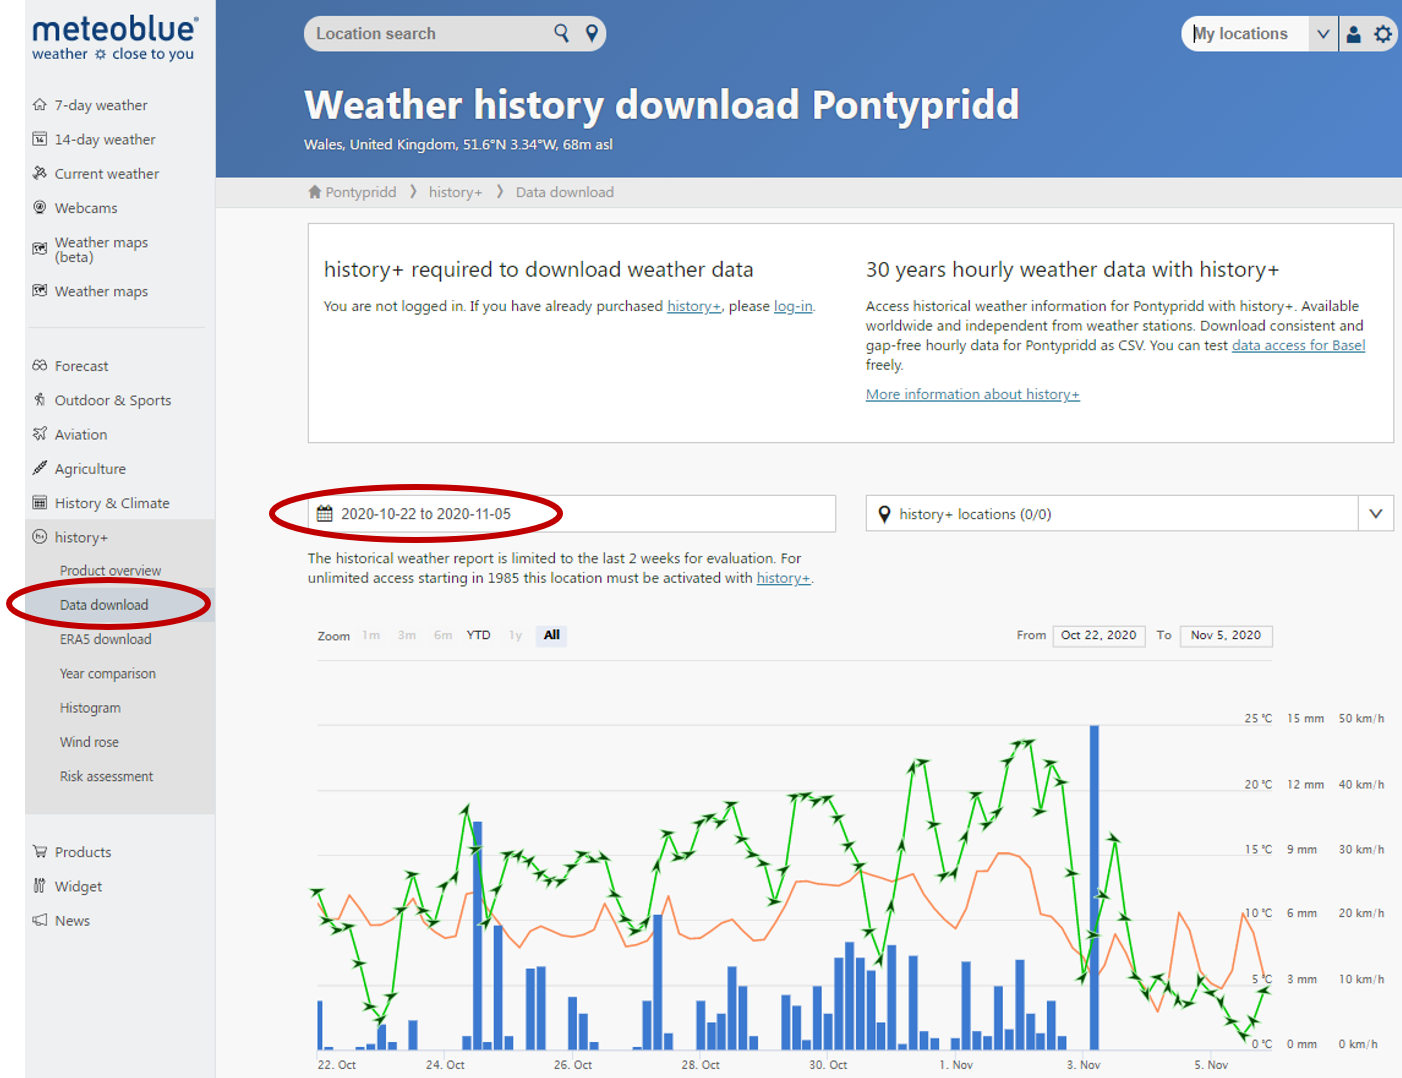 meteoblue®
weather ☼ close to you
Location search
My locations
7-day weather
14-day weather
Current weather
Webcams
Weather maps
(beta)
Weather maps
Forecast
Outdoor & Sports
Aviation
Agriculture
History & Climate
history+
Product overview
Data download
ERA5 download
Year comparison
Histogram
Wind rose
Risk assessment
Products
Widget
News
Weather history download Pontypridd
Wales, United Kingdom, 51.6°N 3.34°W, 68m asl
Pontypridd ❯ history+ ❯ Data download
history+ required to download weather data
You are not logged in. If you have already purchased history+, please log-in.
30 years hourly weather data with history+
Access historical weather information for Pontypridd with history+. Available
worldwide and independent from weather stations. Download consistent and
gap-free hourly data for Pontypridd as CSV. You can test data access for Basel
freely.
More information about history+
2020-10-22 to 2020-11-05
history+ locations (0/0)
The historical weather report is limited to the last 2 weeks for evaluation. For
unlimited access starting in 1985 this location must be activated with history+.
Zoom 1m 3m 6m YTD 1y All
From Oct 22, 2020 To Nov 5, 2020
25 °C 15 mm 50 km/h
20 °C 12 mm 40 km/h
15 °C 9 mm 30 km/h
10 °C 6 mm 20 km/h
5 °C 3 mm 10 km/h
0 °C 0 mm 0 km/h
22. Oct 24. Oct 26. Oct 28. Oct 30. Oct 1. Nov 3. Nov 5. Nov